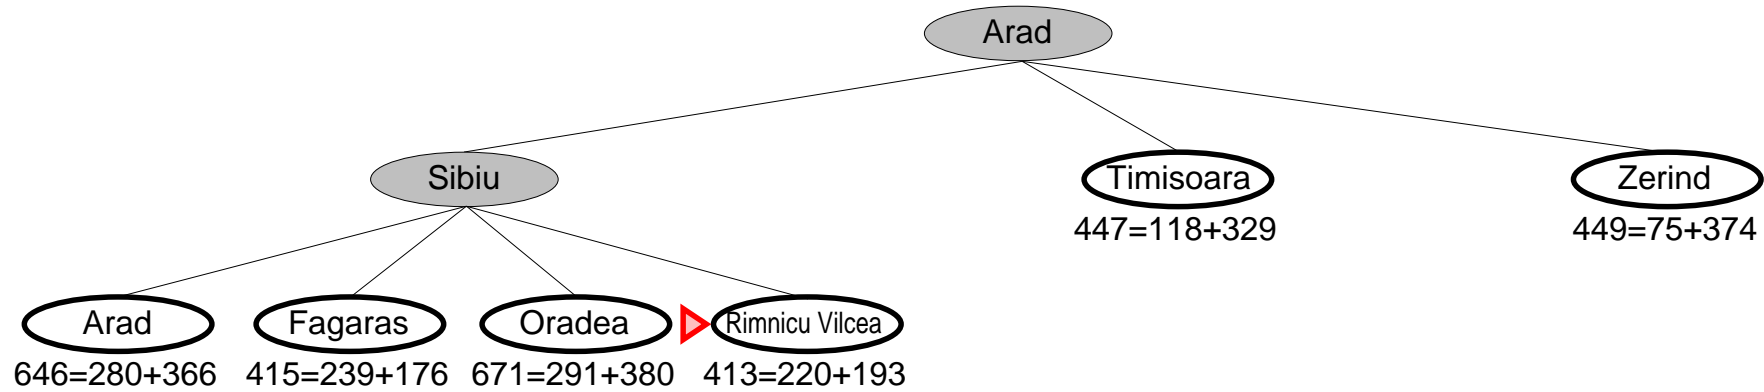 Arad
Sibiu
Timisoara
Zerind
447=118+329
449=75+374
Arad
Fagaras
Oradea
Rimnicu Vilcea
646=280+366
415=239+176
671=291+380
413=220+193